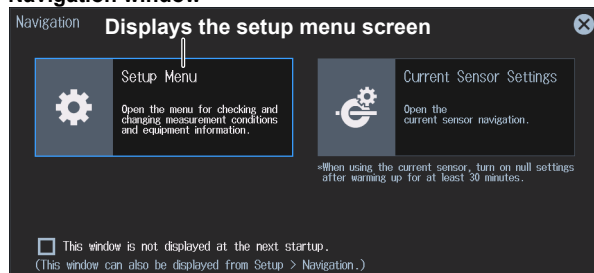 Navigation window
Navigation
Displays the setup menu screen
Setup Menu
Open the menu for checking and
changing measurement conditions
and equipment information.
Current Sensor Settings
Open the
current sensor navigation.
*When using the current sensor, turn on null settings
after warming up for at least 30 minutes.
This window is not displayed at the next startup.
(This window can also be displayed from Setup > Navigation.)